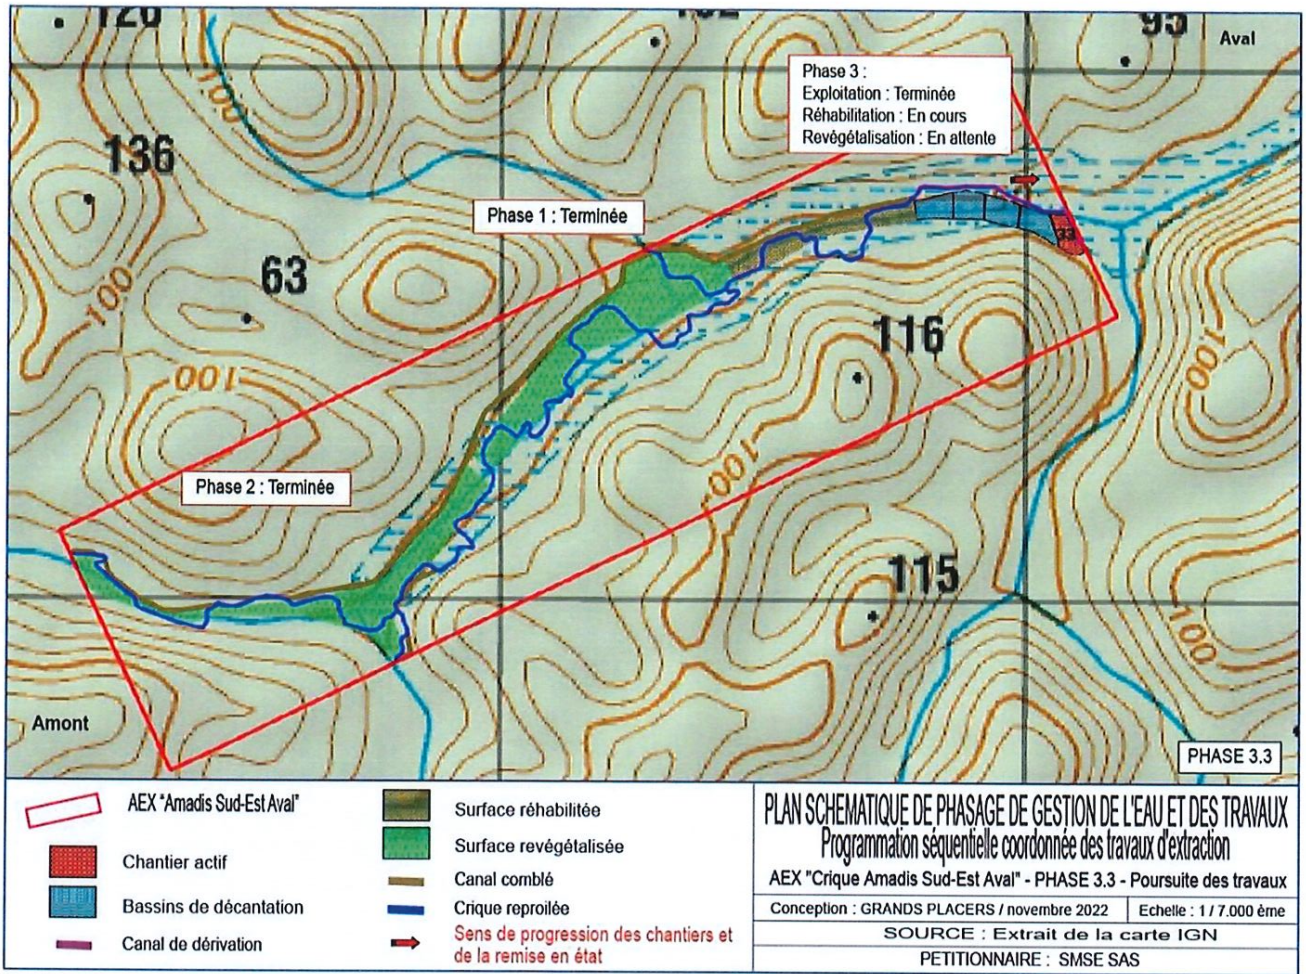 95
Aval
Phase 3 :
Exploitation : Terminée
Réhabilitation : En cours
Revégétalisation : En attente
100
136
Phase 1 : Terminée
63
100
116
100
100
Phase 2 : Terminée
100
115
100
Amont
PHASE 3.3
AEX "Amadis Sud-Est Aval"
Chantier actif
Bassins de décantation
Canal de dérivation
Surface réhabilitée
Surface revégétalisée
Canal comblé
Crique reproilée
Sens de progression des chantiers et
de la remise en état
PLAN SCHEMATIQUE DE PHASAGE DE GESTION DE L'EAU ET DES TRAVAUX
Programmation séquentielle coordonnée des travaux d'extraction
AEX "Crique Amadis Sud-Est Aval" - PHASE 3.3 - Poursuite des travaux
Conception : GRANDS PLACERS / novembre 2022
Echelle : 1 / 7.000 ème
SOURCE : Extrait de la carte IGN
PETITIONNAIRE : SMSE SAS